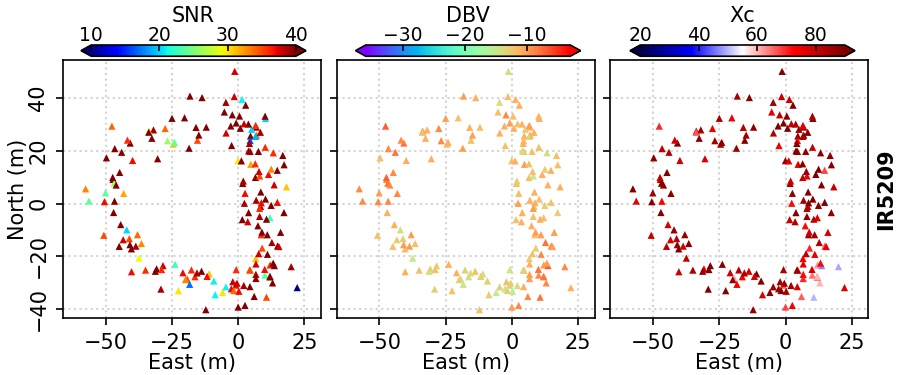 SNR DBV Xc
10 20 30 40 −30 −20 −10 20 40 60 80
40
20
0
−20
−40
North (m)
−50 −25 0 25 −50 −25 0 25 −50 −25 0 25
East (m) East (m) East (m)
IR5209